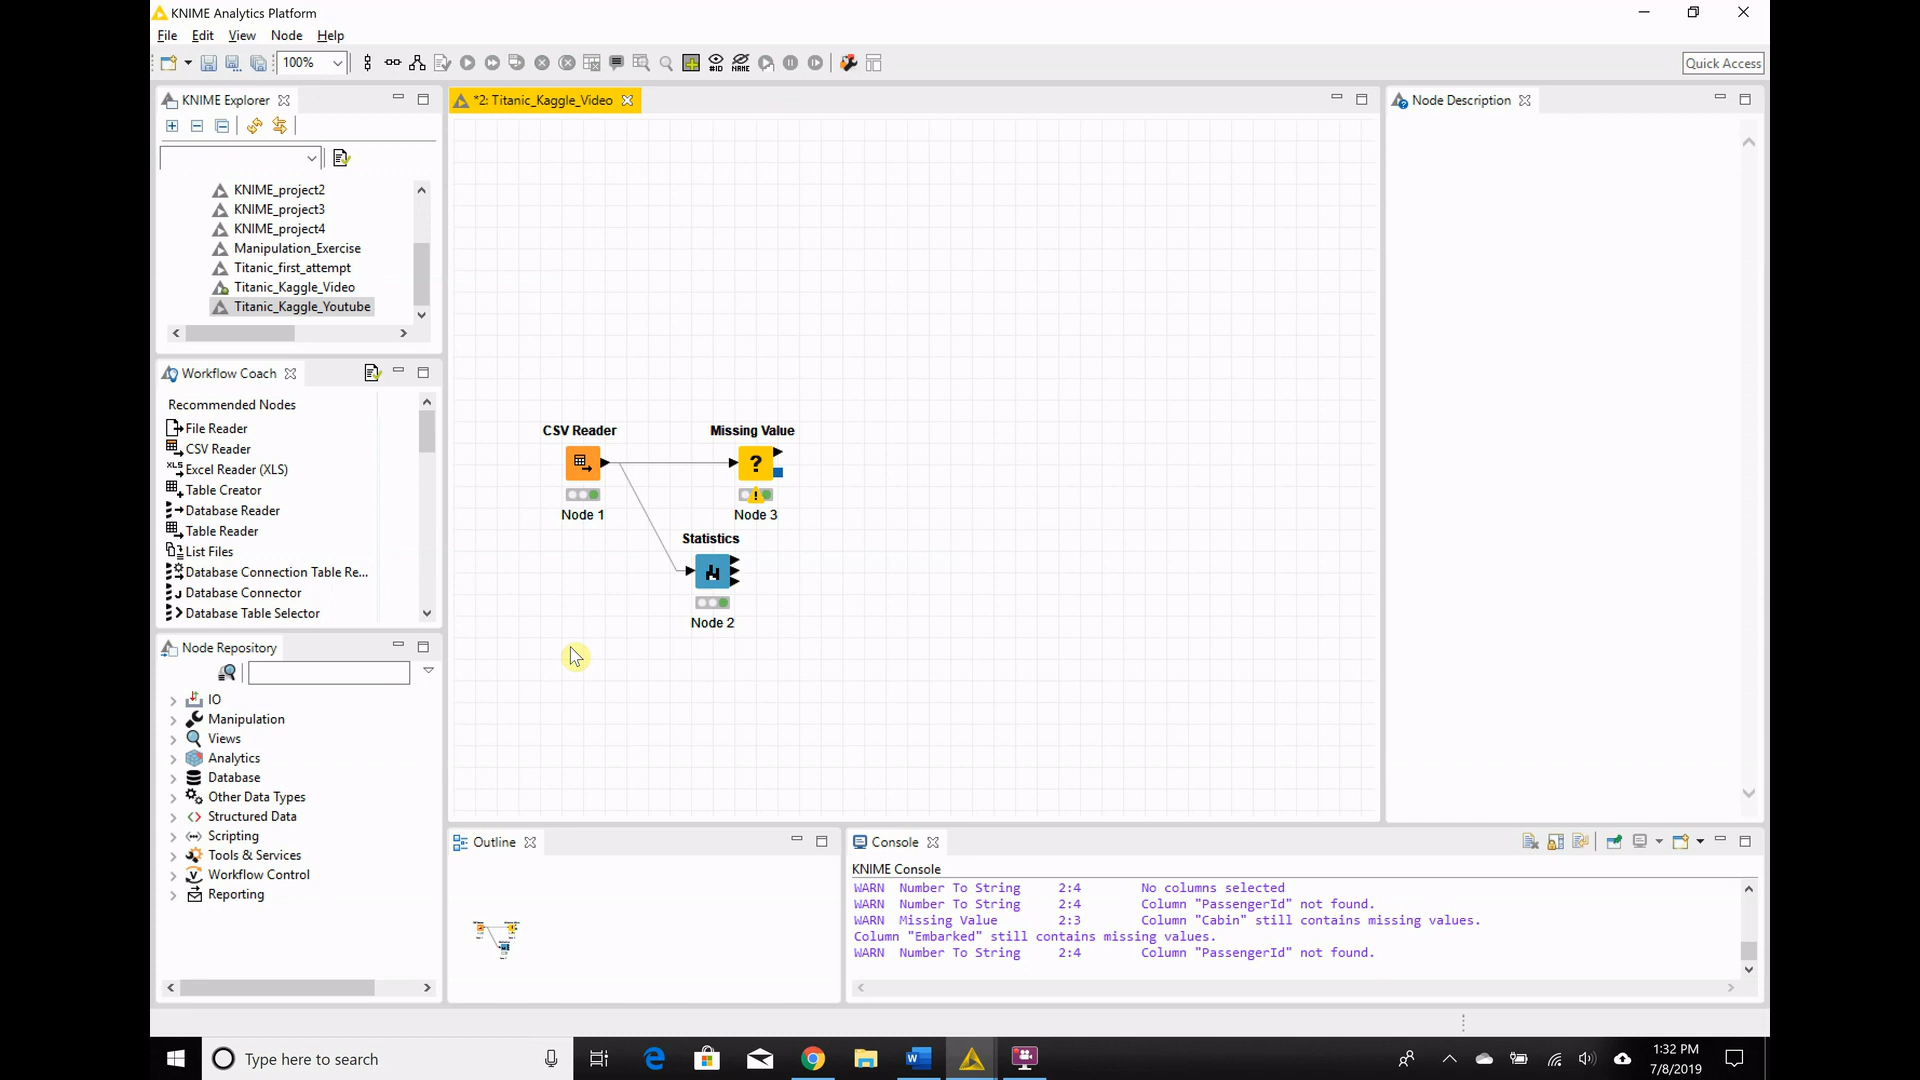 KNIME Analytics Platform
File Edit View Node Help
100%
Quick Access
KNIME Explorer
KNIME_project2
KNIME_project3
KNIME_project4
Manipulation_Exercise
Titanic_first_attempt
Titanic_Kaggle_Video
Titanic_Kaggle_Youtube
Workflow Coach
Recommended Nodes
File Reader
CSV Reader
XLS Excel Reader (XLS)
Table Creator
Database Reader
Table Reader
List Files
Database Connection Table Re...
Database Connector
Database Table Selector
Node Repository
IO
Manipulation
Views
Analytics
Database
Other Data Types
Structured Data
Scripting
Tools & Services
Workflow Control
Reporting
*2: Titanic_Kaggle_Video
CSV Reader
Node 1
Missing Value
?
Node 3
Statistics
Node 2
Node Description
Outline
Console
KNIME Console
WARN Number To String 2:4 No columns selected
WARN Number To String 2:4 Column "PassengerId" not found.
WARN Missing Value 2:3 Column "Cabin" still contains missing values.
Column "Embarked" still contains missing values.
WARN Number To String 2:4 Column "PassengerId" not found.
Type here to search
1:32 PM
7/8/2019